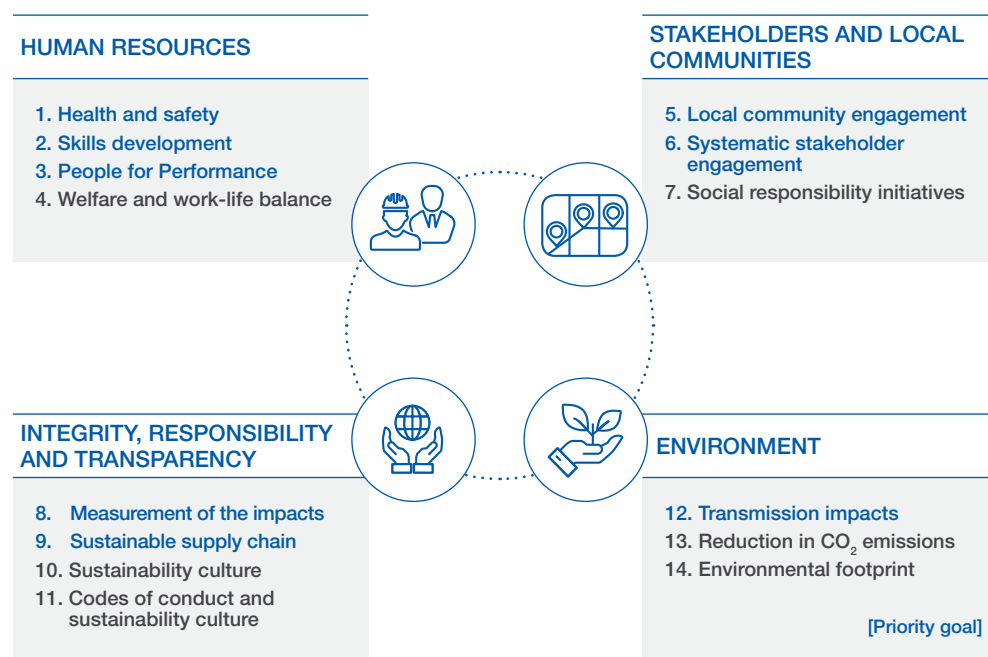 HUMAN RESOURCES
1. Health and safety
2. Skills development
3. People for Performance
4. Welfare and work-life balance
STAKEHOLDERS AND LOCAL
COMMUNITIES
5. Local community engagement
6. Systematic stakeholder
engagement
7. Social responsibility initiatives
INTEGRITY, RESPONSIBILITY
AND TRANSPARENCY
8. Measurement of the impacts
9. Sustainable supply chain
10. Sustainability culture
11. Codes of conduct and
sustainability culture
ENVIRONMENT
12. Transmission impacts
13. Reduction in CO₂ emissions
14. Environmental footprint
[Priority goal]